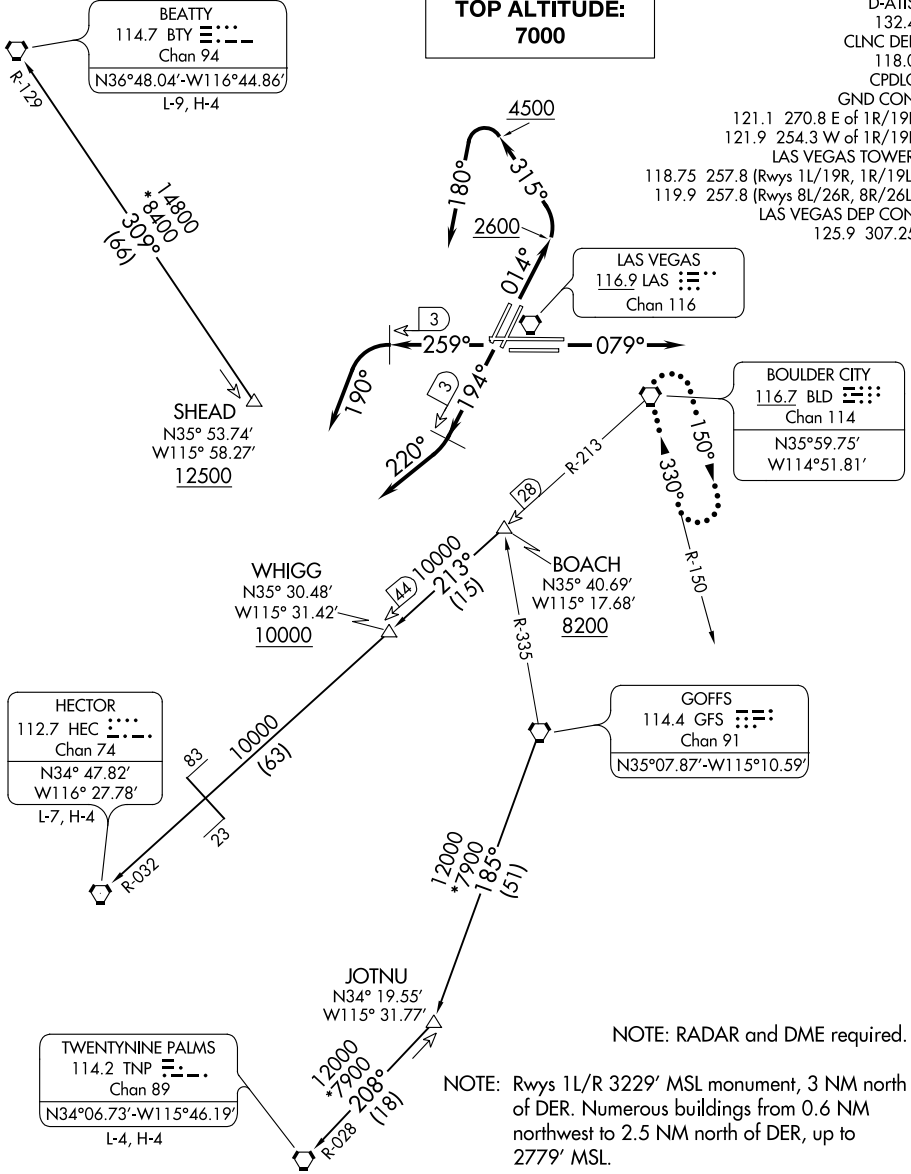 BEATTY
114.7 BTY
Chan 94
N36°48.04'-W116°44.86'
L-9, H-4
R-129
TOP ALTITUDE:
7000
D-ATIS
132.4
CLNC DEL
118.0
CPDLC
GND CON
121.1 270.8 E of 1R/19L
121.9 254.3 W of 1R/19L
LAS VEGAS TOWER
118.75 257.8 (Rwys 1L/19R, 1R/19L)
119.9 257.8 (Rwys 8L/26R, 8R/26L)
LAS VEGAS DEP CON
125.9 307.25
4500
180°
315°
2600
014°
14800
*8400
309°
(66)
LAS VEGAS
116.9 LAS
Chan 116
3
259°
079°
190°
3
194°
220°
SHEAD
N35° 53.74'
W115° 58.27'
12500
BOULDER CITY
116.7 BLD
Chan 114
N35°59.75'
W114°51.81'
150°
330°
R-213
R-150
28
WHIGG
N35° 30.48'
W115° 31.42'
10000
44
10000
213°
(15)
BOACH
N35° 40.69'
W115° 17.68'
8200
R-335
HECTOR
112.7 HEC
Chan 74
N34° 47.82'
W116° 27.78'
L-7, H-4
10000
(63)
83
23
R-032
GOFFS
114.4 GFS
Chan 91
N35°07.87'-W115°10.59'
12000
*7900
185°
(51)
JOTNU
N34° 19.55'
W115° 31.77'
TWENTYNINE PALMS
114.2 TNP
Chan 89
N34°06.73'-W115°46.19'
L-4, H-4
12000
*7900
208°
(18)
R-028
NOTE: RADAR and DME required.
NOTE: Rwys 1L/R 3229' MSL monument, 3 NM north
of DER. Numerous buildings from 0.6 NM
northwest to 2.5 NM north of DER, up to
2779' MSL.